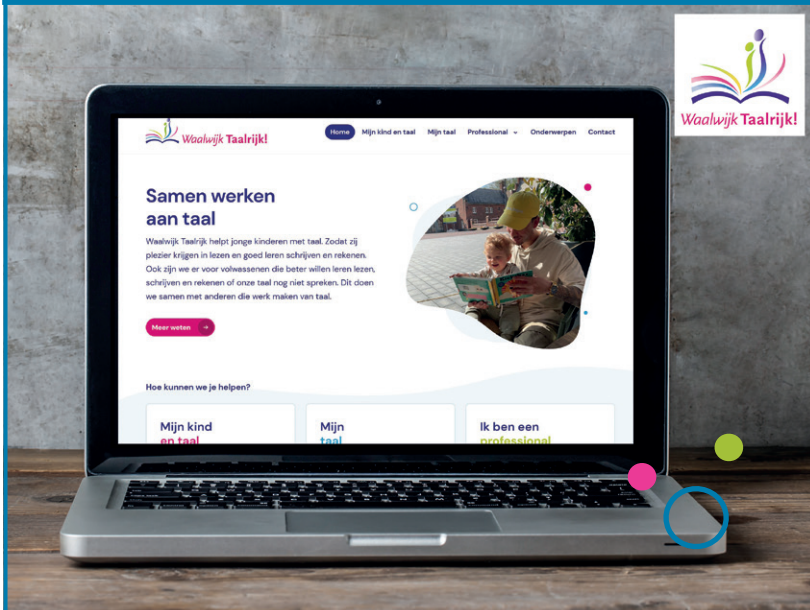 Waalwijk Taalrijk!
Waalwijk Taalrijk!
Home Mijn kind en taal Mijn taal Professional Onderwerpen Contact
Samen werken
aan taal
Waalwijk Taalrijk helpt jonge kinderen met taal. Zodat zij
plezier krijgen in lezen en goed leren schrijven en rekenen.
Ook zijn we er voor volwassenen die beter willen leren lezen,
schrijven en rekenen of onze taal nog niet spreken. Dit doen
we samen met anderen die werk maken van taal.
Meer weten
Hoe kunnen we je helpen?
Mijn kind
en taal
Mijn
taal
Ik ben een
professional